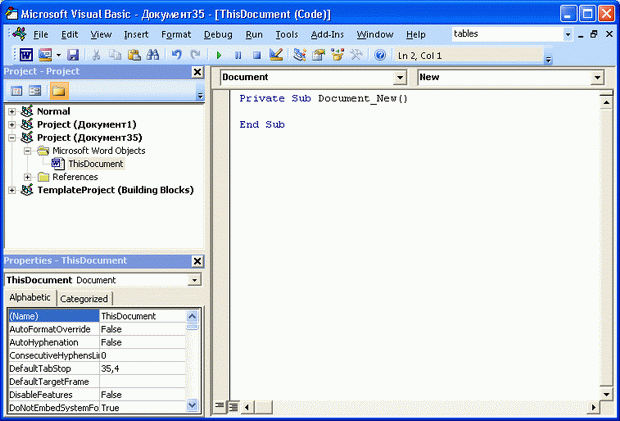 Microsoft Visual Basic - Документ35 - [ThisDocument (Code)]
File Edit View Insert Format Debug Run Tools Add-Ins Window Help tables
Ln 2, Col 1
Project - Project
Normal
Project (Документ1)
Project (Документ35)
Microsoft Word Objects
ThisDocument
References
TemplateProject (Building Blocks)
Properties - ThisDocument
ThisDocument Document
Alphabetic Categorized
(Name) ThisDocument
AutoFormatOverride False
AutoHyphenation False
ConsecutiveHyphensLi 0
DefaultTabStop 35,4
DefaultTargetFrame
DisableFeatures False
DoNotEmbedSystemFo True
Document New
Private Sub Document_New()
End Sub